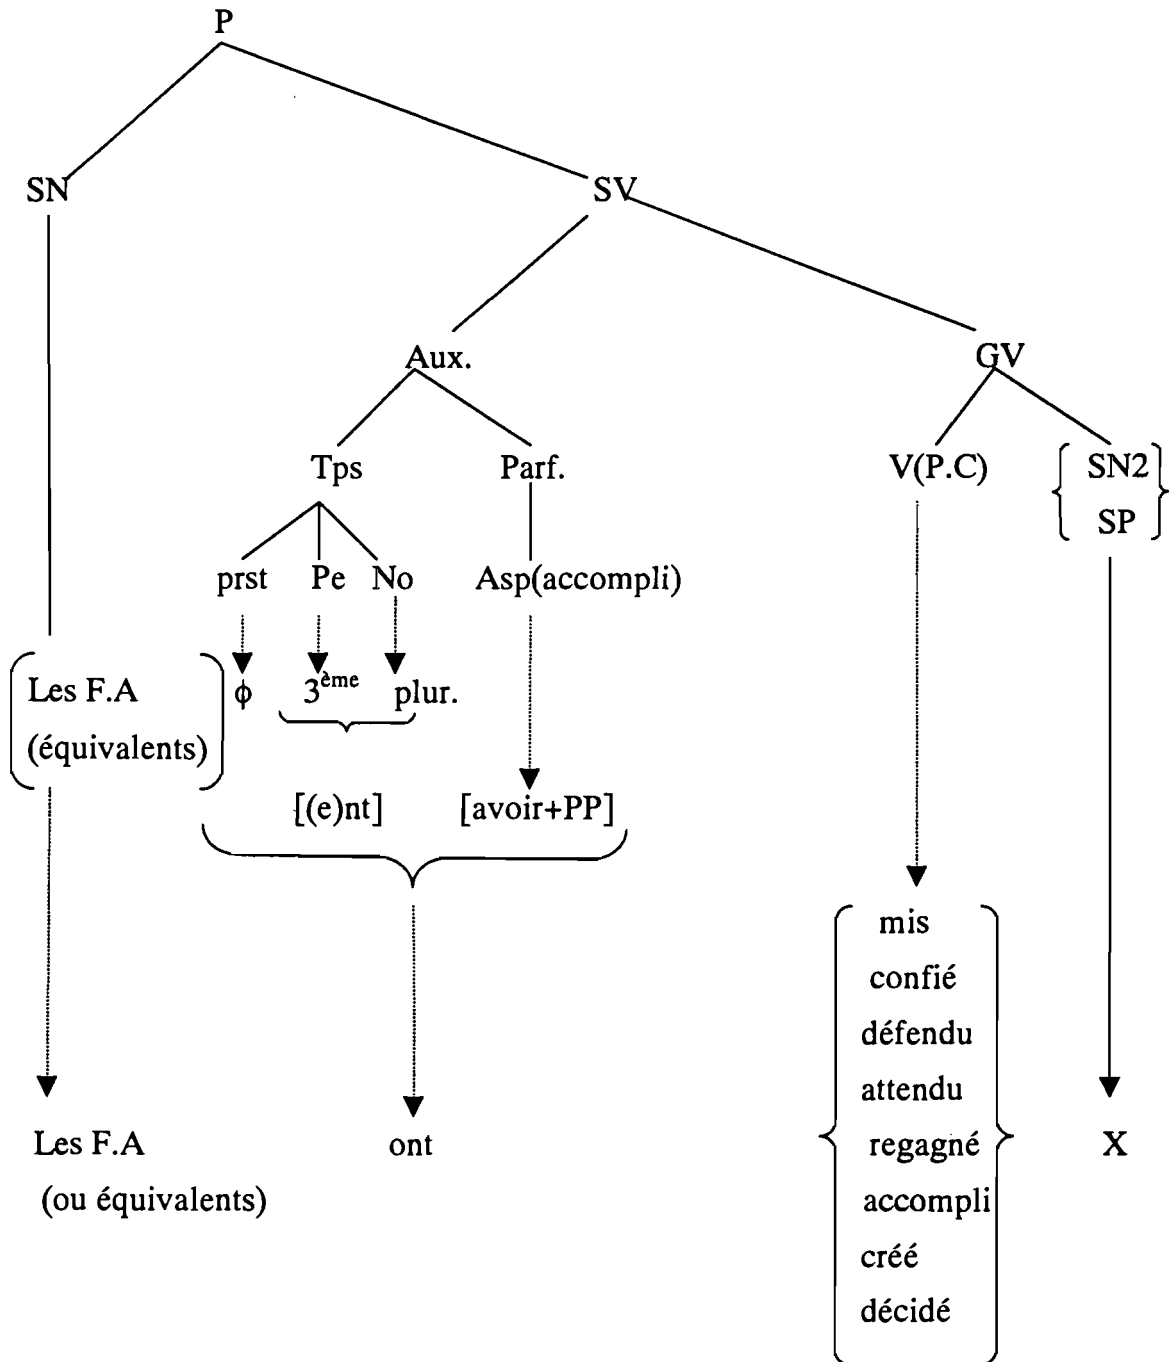 P
SN SV
Aux. GV
Tps Parf. V(P.C) SN2
SP
prst Pe No Asp(accompli)
Les F.A ϕ 3ème plur.
(équivalents)
[(e)nt] [avoir+PP]
mis
confié
défendu
attendu
Les F.A ont regagné X
(ou équivalents) accompli
créé
décidé